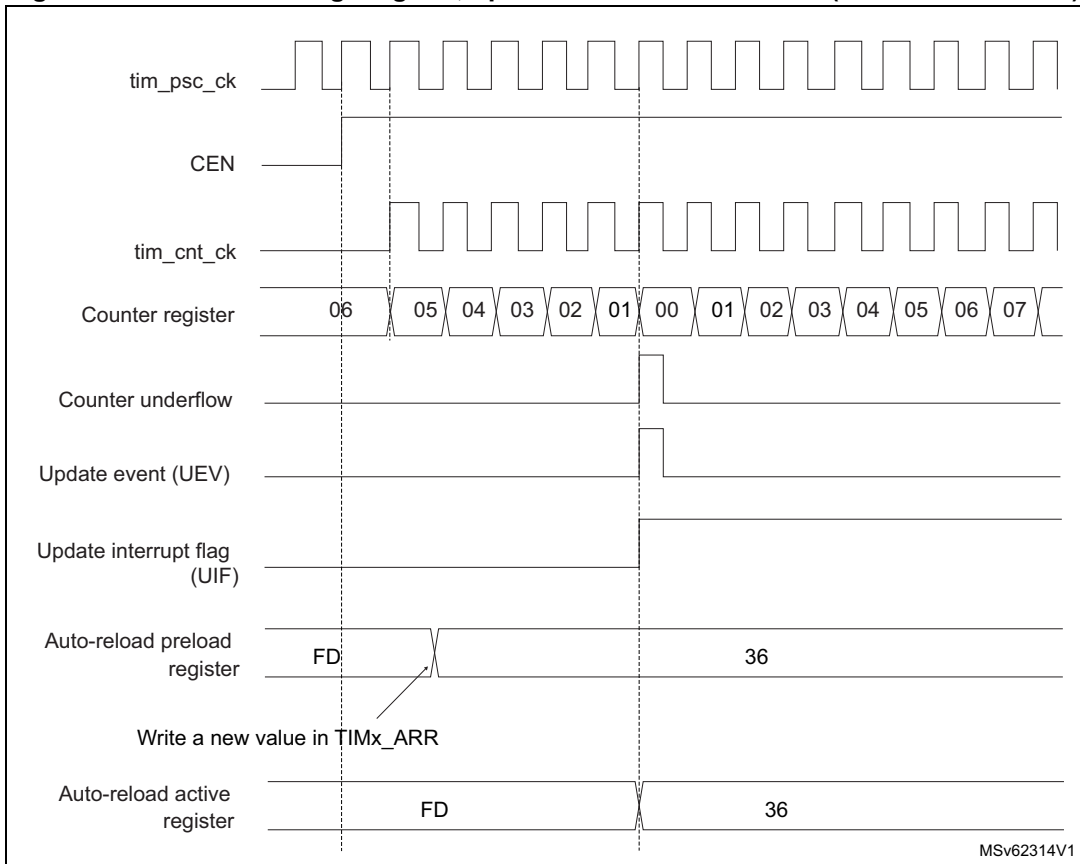 tim_psc_ck
CEN
tim_cnt_ck
Counter register 06 05 04 03 02 01 00 01 02 03 04 05 06 07
Counter underflow
Update event (UEV)
Update interrupt flag
(UIF)
Auto-reload preload
register
FD 36
Write a new value in TIMx_ARR
Auto-reload active
register
FD 36
MSv62314V1